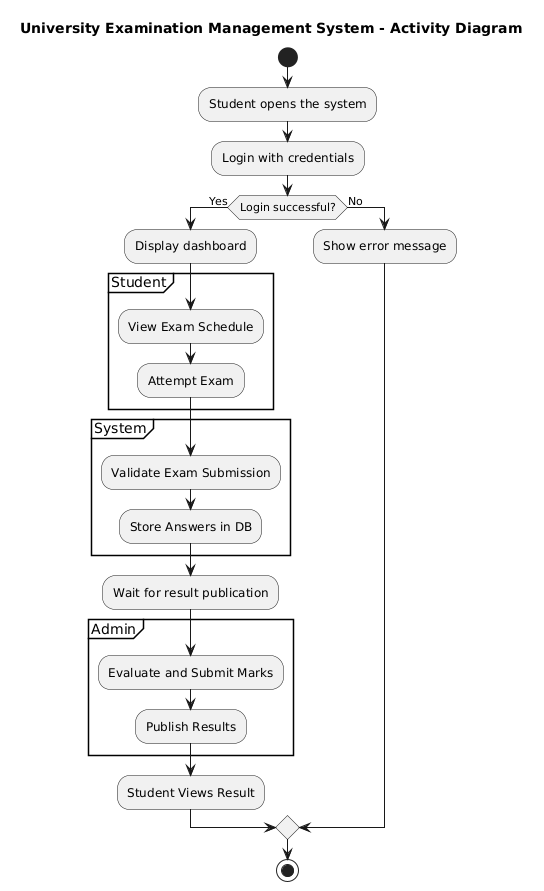 University Examination Management System - Activity Diagram
Student opens the system
Login with credentials
Login successful?
Yes
No
Display dashboard
Show error message
Student
View Exam Schedule
Attempt Exam
System
Validate Exam Submission
Store Answers in DB
Wait for result publication
Admin
Evaluate and Submit Marks
Publish Results
Student Views Result